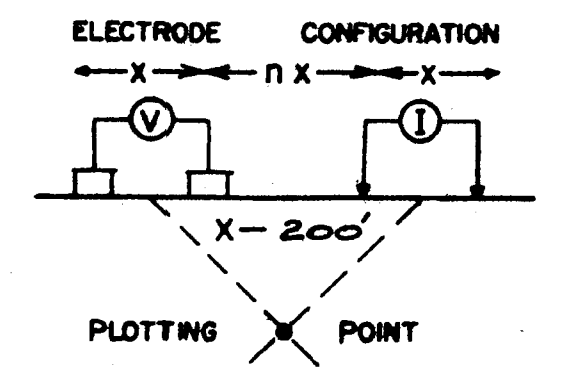 ELECTRODE CONFIGURATION
X n X X
V I
X — 200'
PLOTTING POINT